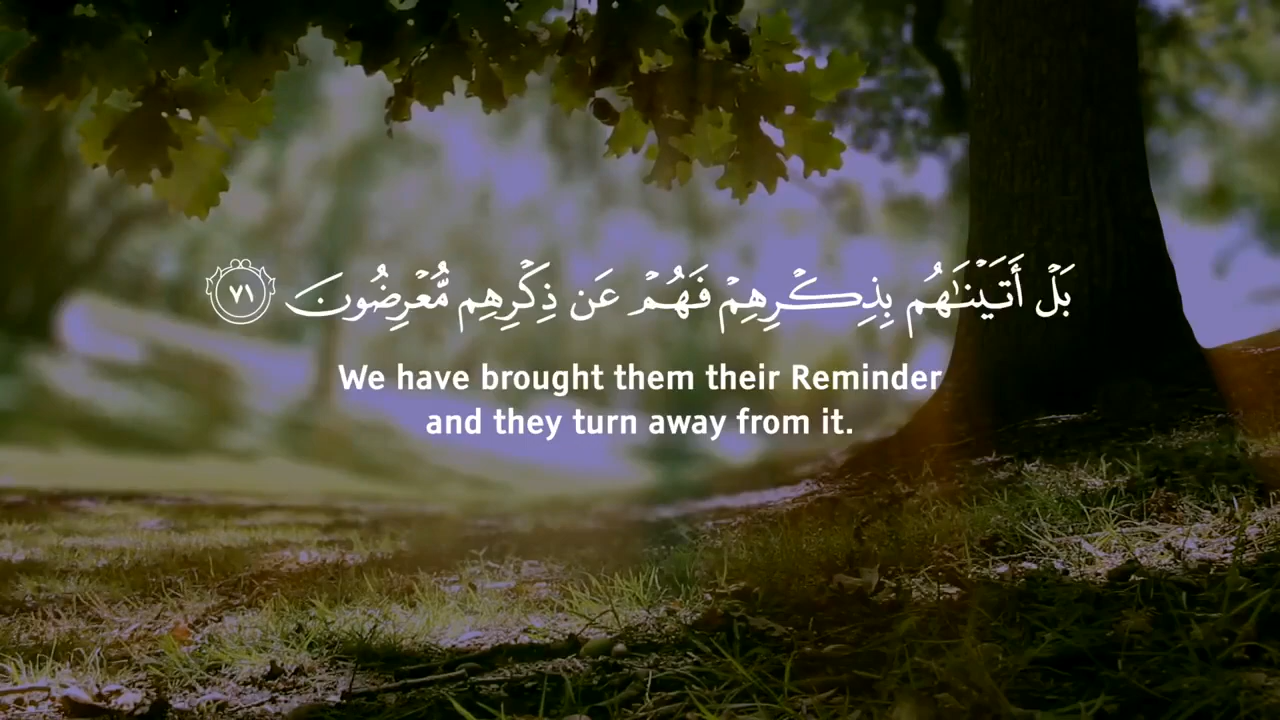 بَلْ أَتَيْنَـٰهُم بِذِكْرِهِمْ فَهُمْ عَن ذِكْرِهِم مُّعْرِضُونَ ٧١
We have brought them their Reminder
and they turn away from it.